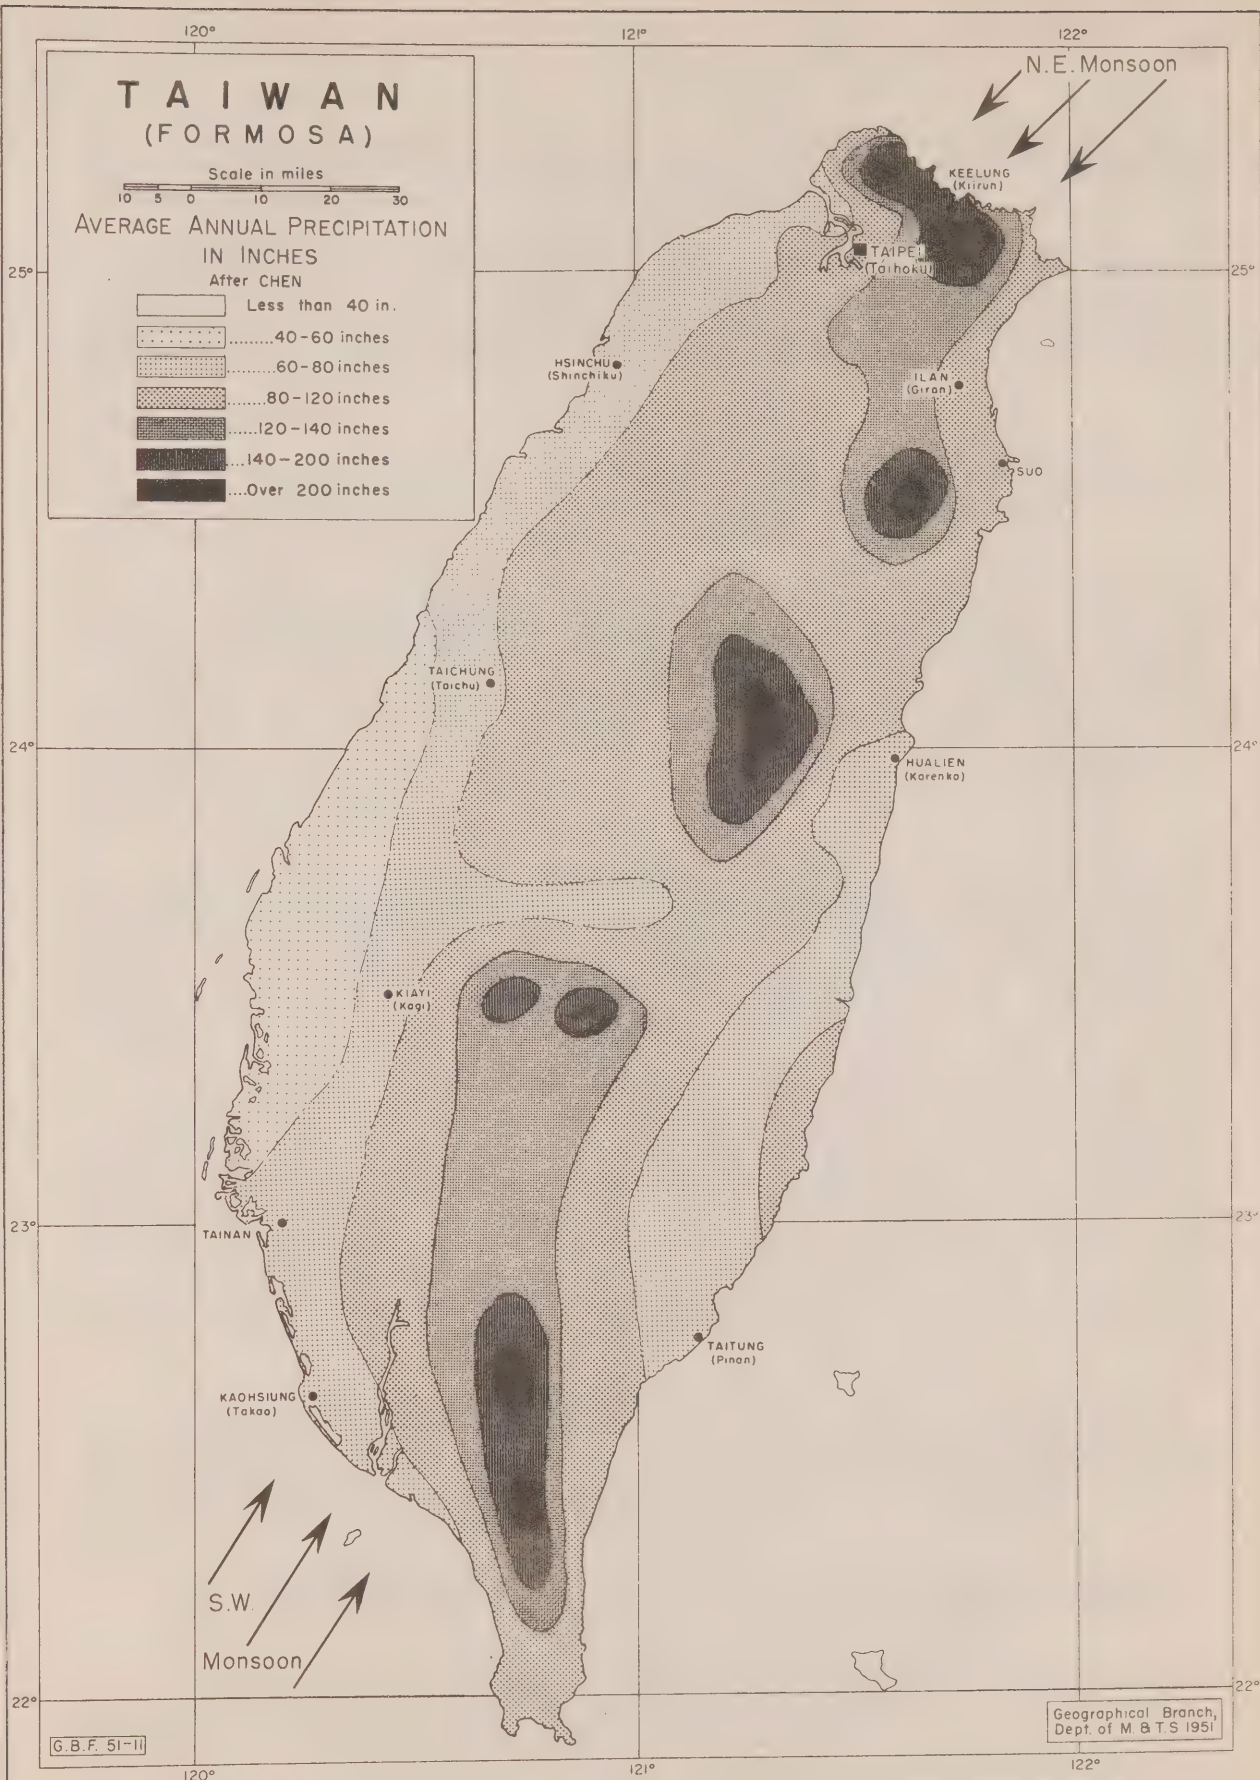 120°
121°
122°
N.E. Monsoon
TAIWAN
(FORMOSA)
Scale in miles
10 5 0 10 20 30
AVERAGE ANNUAL PRECIPITATION
IN INCHES
After CHEN
Less than 40 in.
.........40-60 inches
.........60-80 inches
.......80-120 inches
......120-140 inches
....140-200 inches
....Over 200 inches
KEELUNG
(Kiirun)
TAIPEI
(Taihoku)
25°
25°
HSINCHU
(Shinchiku)
ILAN
(Giran)
SUO
TAICHUNG
(Taichu)
24°
24°
HUALIEN
(Karenko)
KIAYI
(Kagi)
23°
23°
TAINAN
TAITUNG
(Pinan)
KAOHSIUNG
(Takao)
S.W.
Monsoon
22°
22°
Geographical Branch,
Dept. of M. & T.S 1951
G.B.F. 51-11
120°
121°
122°